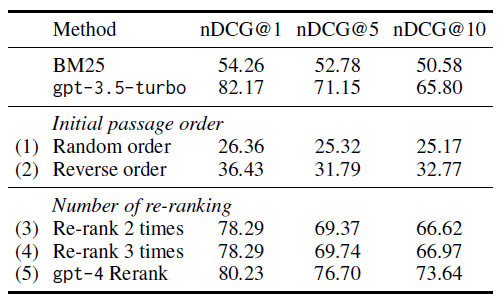 Method nDCG@1 nDCG@5 nDCG@10
BM25 54.26 52.78 50.58
gpt-3.5-turbo 82.17 71.15 65.80
Initial passage order
(1) Random order 26.36 25.32 25.17
(2) Reverse order 36.43 31.79 32.77
Number of re-ranking
(3) Re-rank 2 times 78.29 69.37 66.62
(4) Re-rank 3 times 78.29 69.74 66.97
(5) gpt-4 Rerank 80.23 76.70 73.64